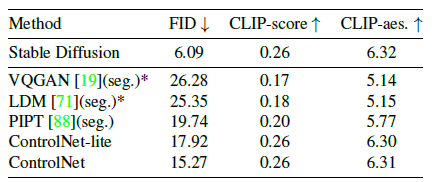 Method FID ↓ CLIP-score ↑ CLIP-aes. ↑
Stable Diffusion 6.09 0.26 6.32
VQGAN [19](seg.)* 26.28 0.17 5.14
LDM [71](seg.)* 25.35 0.18 5.15
PIPT [88](seg.) 19.74 0.20 5.77
ControlNet-lite 17.92 0.26 6.30
ControlNet 15.27 0.26 6.31